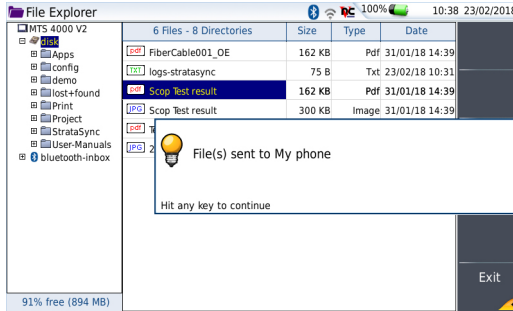 File Explorer
100%
10:38 23/02/2018
MTS 4000 V2
disk
Apps
config
demo
lost+found
Print
Project
StrataSync
User-Manuals
bluetooth-inbox
91% free (894 MB)
6 Files - 8 Directories Size Type Date
pdf FiberCable001_OE 162 KB Pdf 31/01/18 14:39
TXT logs-stratasync 75 B Txt 23/02/18 10:31
pdf Scop Test result 162 KB Pdf 31/01/18 14:39
JPG Scop Test result 300 KB Image 31/01/18 14:39
pdf
JPG 2
File(s) sent to My phone
Hit any key to continue
Exit